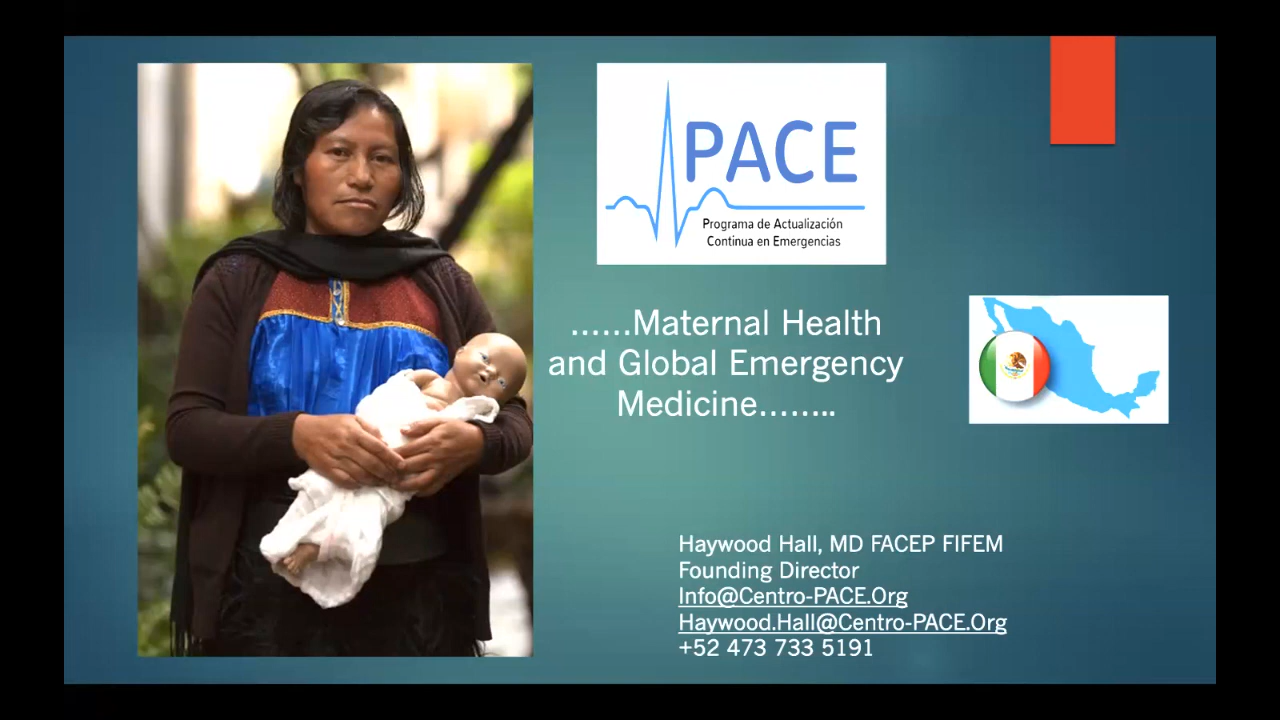 PACE
Programa de Actualización
Continua en Emergencias
......Maternal Health
and Global Emergency
Medicine........
Haywood Hall, MD FACEP FIFEM
Founding Director
Info@Centro-PACE.Org
Haywood.Hall@Centro-PACE.Org
+52 473 733 5191